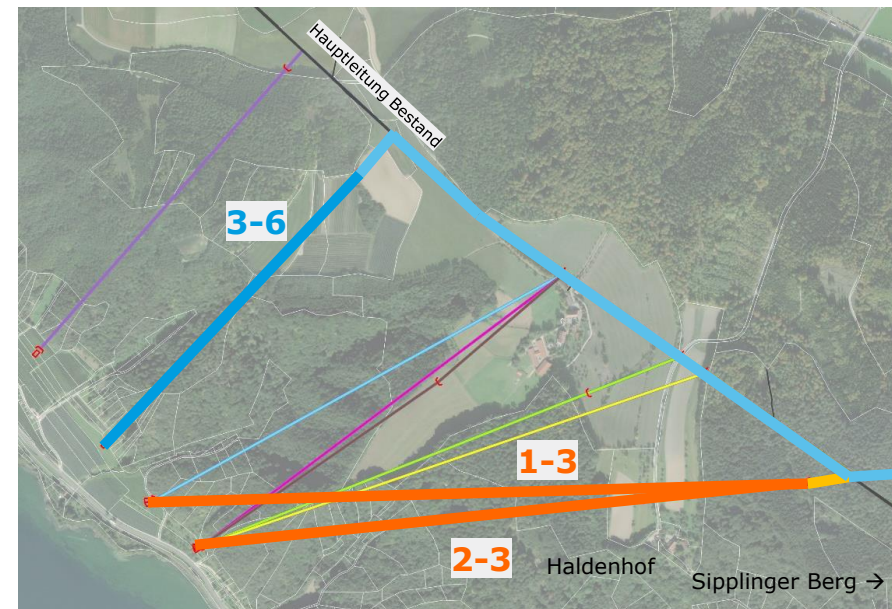 Hauptleitung Bestand
3-6
1-3
2-3
Haldenhof
Sipplinger Berg →